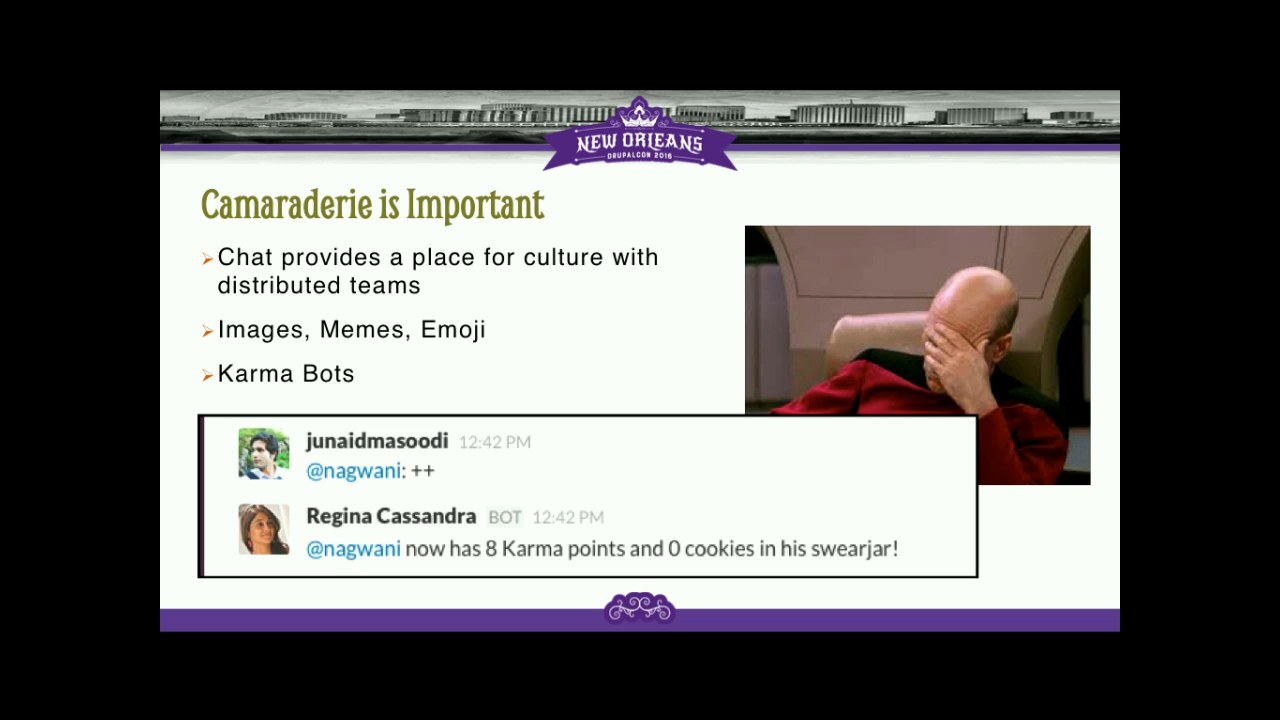 NEW ORLEANS
DRUPALCON 2016
Camaraderie is Important
➢Chat provides a place for culture with
distributed teams
➢Images, Memes, Emoji
➢Karma Bots
junaidmasoodi 12:42 PM
@nagwani: ++
Regina Cassandra BOT 12:42 PM
@nagwani now has 8 Karma points and 0 cookies in his swearjar!